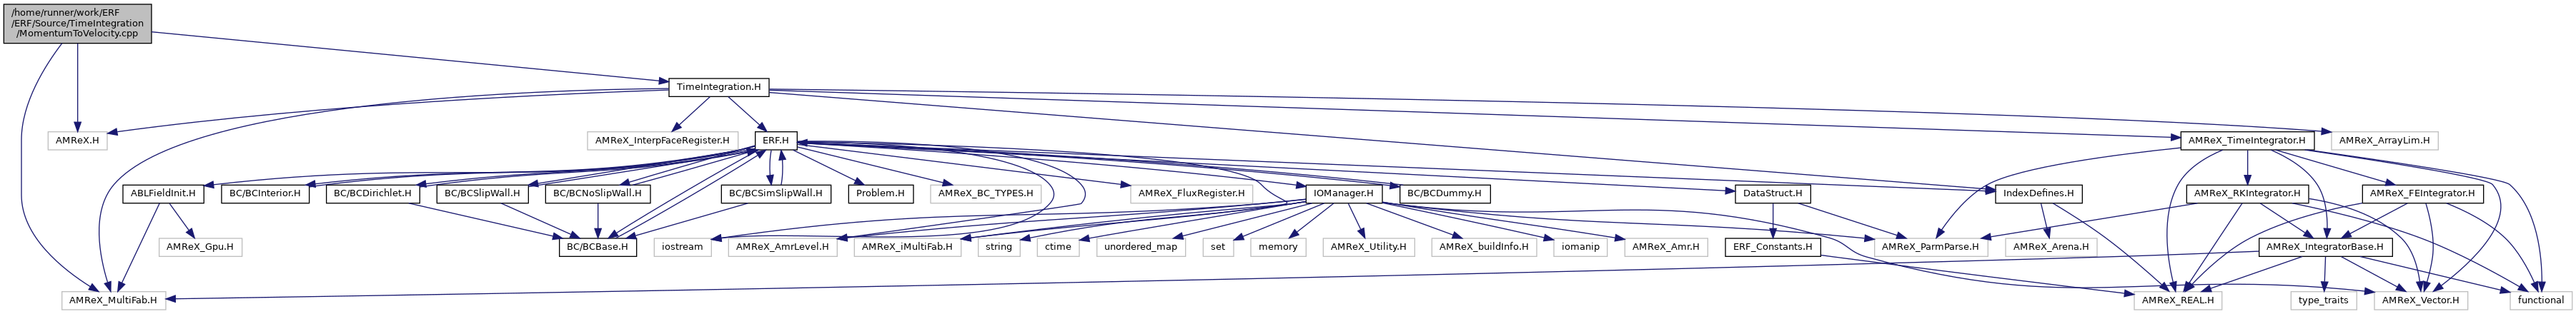 /home/runner/work/ERF
/ERF/Source/TimeIntegration
/MomentumToVelocity.cpp
TimeIntegration.H
AMReX.H
AMReX_InterpFaceRegister.H
ERF.H
AMReX_TimeIntegrator.H
AMReX_ArrayLim.H
ABLFieldInit.H
BC/BCInterior.H
BC/BCDirichlet.H
BC/BCSlipWall.H
BC/BCNoSlipWall.H
BC/BCSimSlipWall.H
Problem.H
AMReX_BC_TYPES.H
AMReX_FluxRegister.H
IOManager.H
BC/BCDummy.H
DataStruct.H
IndexDefines.H
AMReX_RKIntegrator.H
AMReX_FEIntegrator.H
AMReX_Gpu.H
BC/BCBase.H
iostream
AMReX_AmrLevel.H
AMReX_iMultiFab.H
string
ctime
unordered_map
set
memory
AMReX_Utility.H
AMReX_buildInfo.H
iomanip
AMReX_Amr.H
ERF_Constants.H
AMReX_ParmParse.H
AMReX_Arena.H
AMReX_IntegratorBase.H
AMReX_MultiFab.H
AMReX_REAL.H
type_traits
AMReX_Vector.H
functional